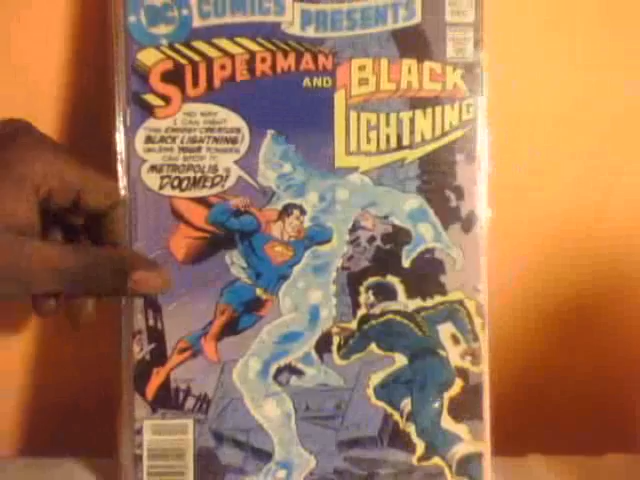 DC COMICS PRESENTS
SUPERMAN
AND
BLACK
LIGHTNING
NO WAY
I CAN FIGHT
THIS ENERGY-CREATURE,
BLACK LIGHTNING!
UNLESS YOUR POWERS
CAN STOP IT,
METROPOLIS IS
DOOMED!